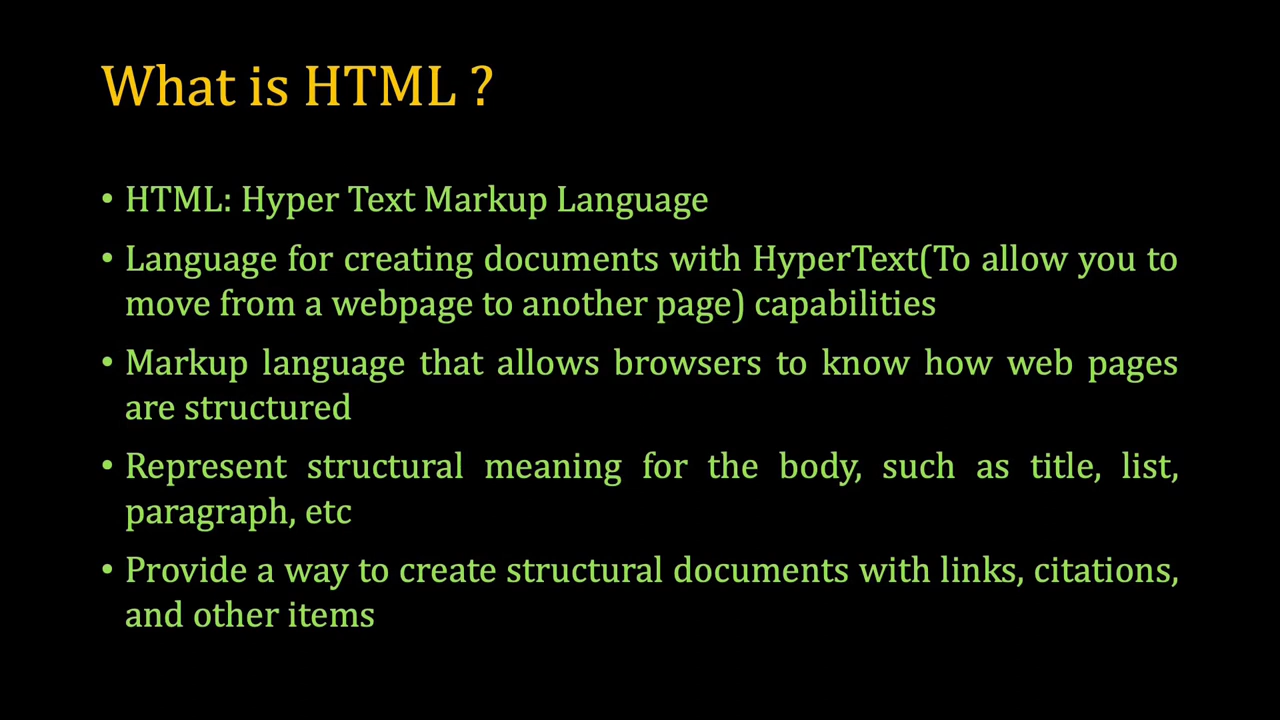 What is HTML ?
• HTML: Hyper Text Markup Language
• Language for creating documents with HyperText(To allow you to
move from a webpage to another page) capabilities
• Markup language that allows browsers to know how web pages
are structured
• Represent structural meaning for the body, such as title, list,
paragraph, etc
• Provide a way to create structural documents with links, citations,
and other items